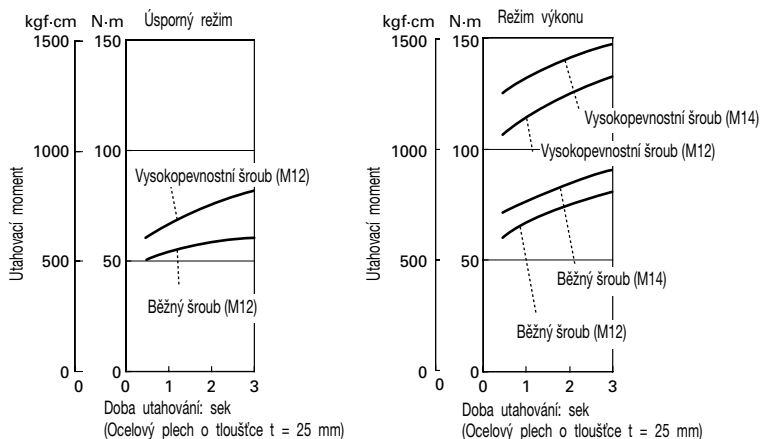 kgf·cm N·m Úsporný režim
1500 150
Vysokopevnostní šroub (M12)
1000 100
Utahovací moment
500 50
Běžný šroub (M12)
0 0
0 0 1 2 3
Doba utahování: sek
(Ocelový plech o tloušťce t = 25 mm)
kgf·cm N·m Režim výkonu
1500 150
Vysokopevnostní šroub (M14)
1000 100
Vysokopevnostní šroub (M12)
Utahovací moment
500 50
Běžný šroub (M14)
Běžný šroub (M12)
0 0
0 0 1 2 3
Doba utahování: sek
(Ocelový plech o tloušťce t = 25 mm)